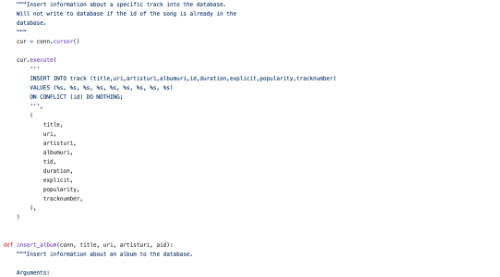 """Insert information about a specific track into the database.
Will not write to database if the id of the song is already in the
database.
"""
cur = conn.cursor()
cur.execute(
'''
INSERT INTO track (title,uri,artisturi,albumuri,id,duration,explicit,popularity,tracknumber)
VALUES (%s, %s, %s, %s, %s, %s, %s, %s, %s)
ON CONFLICT (id) DO NOTHING;
''',
(
title,
uri,
artisturi,
albumuri,
tid,
duration,
explicit,
popularity,
tracknumber,
),
)
def insert_album(conn, title, uri, artisturi, aid):
"""Insert information about an album to the database.
Arguments: